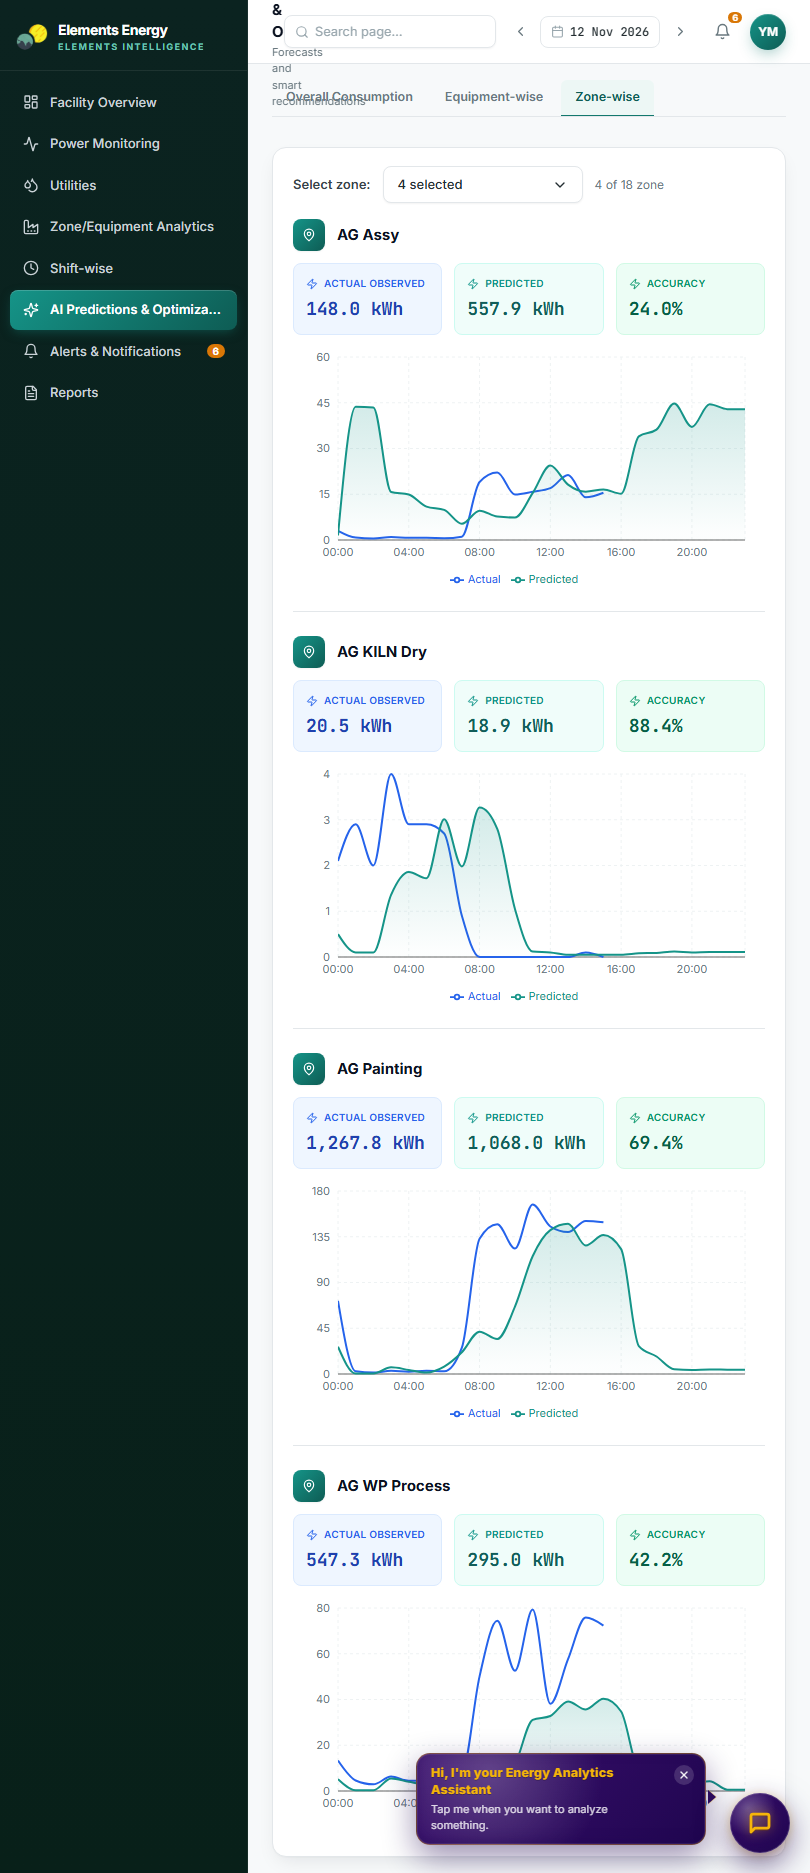 Elements Energy
ELEMENTS INTELLIGENCE
Facility Overview
Power Monitoring
Utilities
Zone/Equipment Analytics
Shift-wise
AI Predictions & Optimiza...
Alerts & Notifications 6
Reports
&
O
Forecasts
and
smart
recommendations
Search page...
12 Nov 2026
6
YM
Overall Consumption Equipment-wise Zone-wise
Select zone: 4 selected 4 of 18 zone
AG Assy
ACTUAL OBSERVED PREDICTED ACCURACY
148.0 kWh 557.9 kWh 24.0%
60
45
30
15
0
00:00 04:00 08:00 12:00 16:00 20:00
Actual Predicted
AG KILN Dry
ACTUAL OBSERVED PREDICTED ACCURACY
20.5 kWh 18.9 kWh 88.4%
4
3
2
1
0
00:00 04:00 08:00 12:00 16:00 20:00
Actual Predicted
AG Painting
ACTUAL OBSERVED PREDICTED ACCURACY
1,267.8 kWh 1,068.0 kWh 69.4%
180
135
90
45
0
00:00 04:00 08:00 12:00 16:00 20:00
Actual Predicted
AG WP Process
ACTUAL OBSERVED PREDICTED ACCURACY
547.3 kWh 295.0 kWh 42.2%
80
60
40
20
0
00:00 04:0
Hi, I'm your Energy Analytics
Assistant
Tap me when you want to analyze
something.